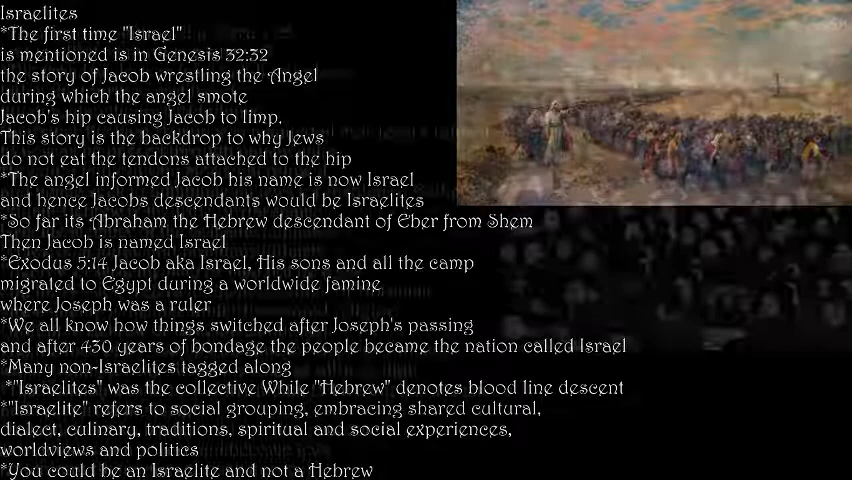 Israelites
*The first time "Israel"
is mentioned is in Genesis 32:32
the story of Jacob wrestling the Angel
during which the angel smote
Jacob's hip causing Jacob to limp.
This story is the backdrop to why Jews
do not eat the tendons attached to the hip
*The angel informed Jacob his name is now Israel
and hence Jacobs descendants would be Israelites
*So far its Abraham the Hebrew descendant of Eber from Shem
Then Jacob is named Israel
*Exodus 5:14 Jacob aka Israel, His sons and all the camp
migrated to Egypt during a worldwide famine
where Joseph was a ruler
*We all know how things switched after Joseph's passing
and after 430 years of bondage the people became the nation called Israel
*Many non-Israelites tagged along
*"Israelites" was the collective While "Hebrew" denotes blood line descent
*"Israelite" refers to social grouping, embracing shared cultural,
dialect, culinary, traditions, spiritual and social experiences,
worldviews and politics
*You could be an Israelite and not a Hebrew